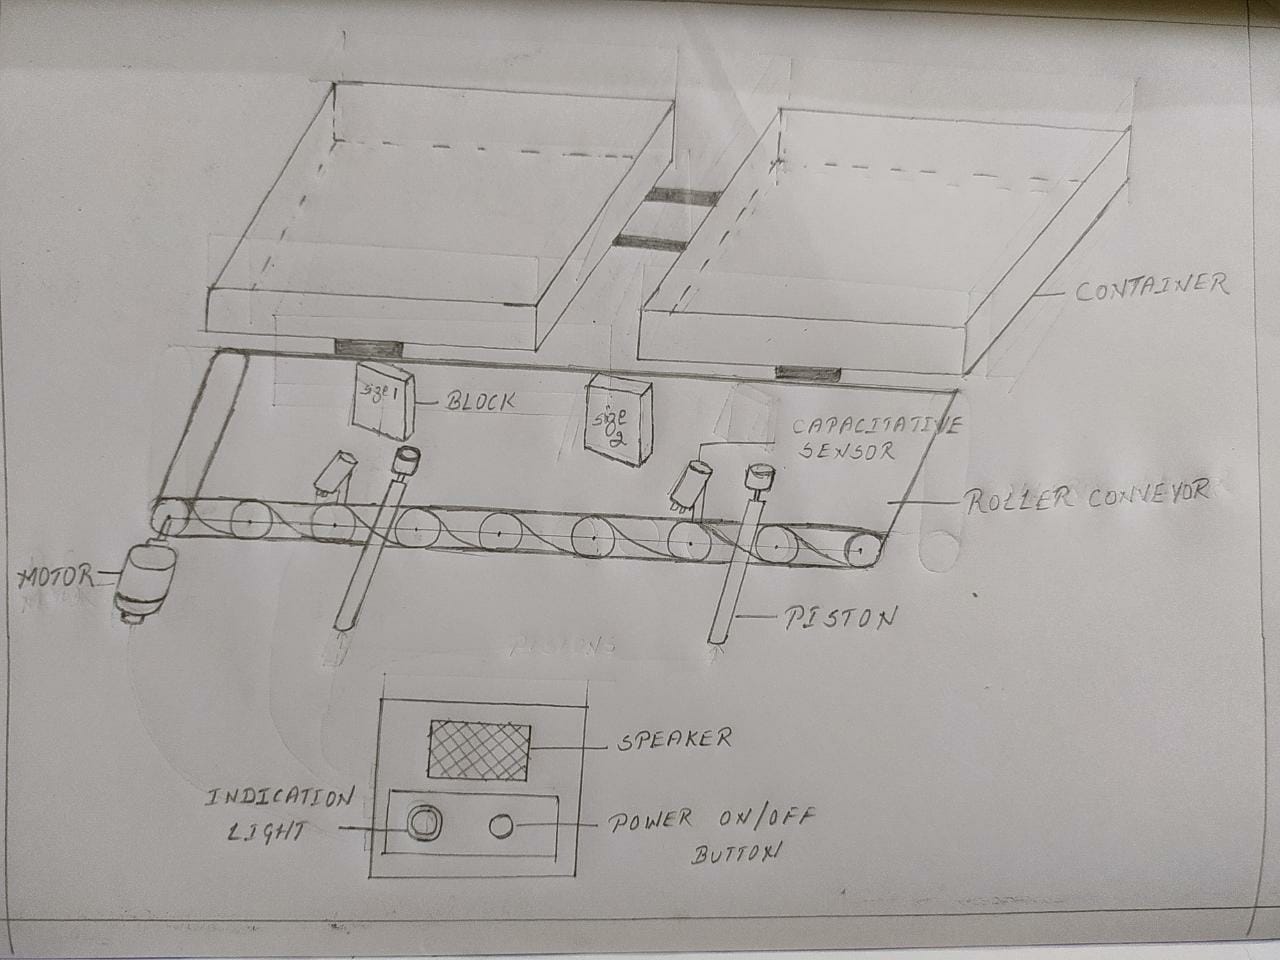 CONTAINER
size 1
BLOCK
size
2
CAPACITATIVE
SENSOR
ROLLER CONVEYOR
MOTOR
PISTON
PISTONS
SPEAKER
INDICATION
LIGHT
POWER ON/OFF
BUTTON